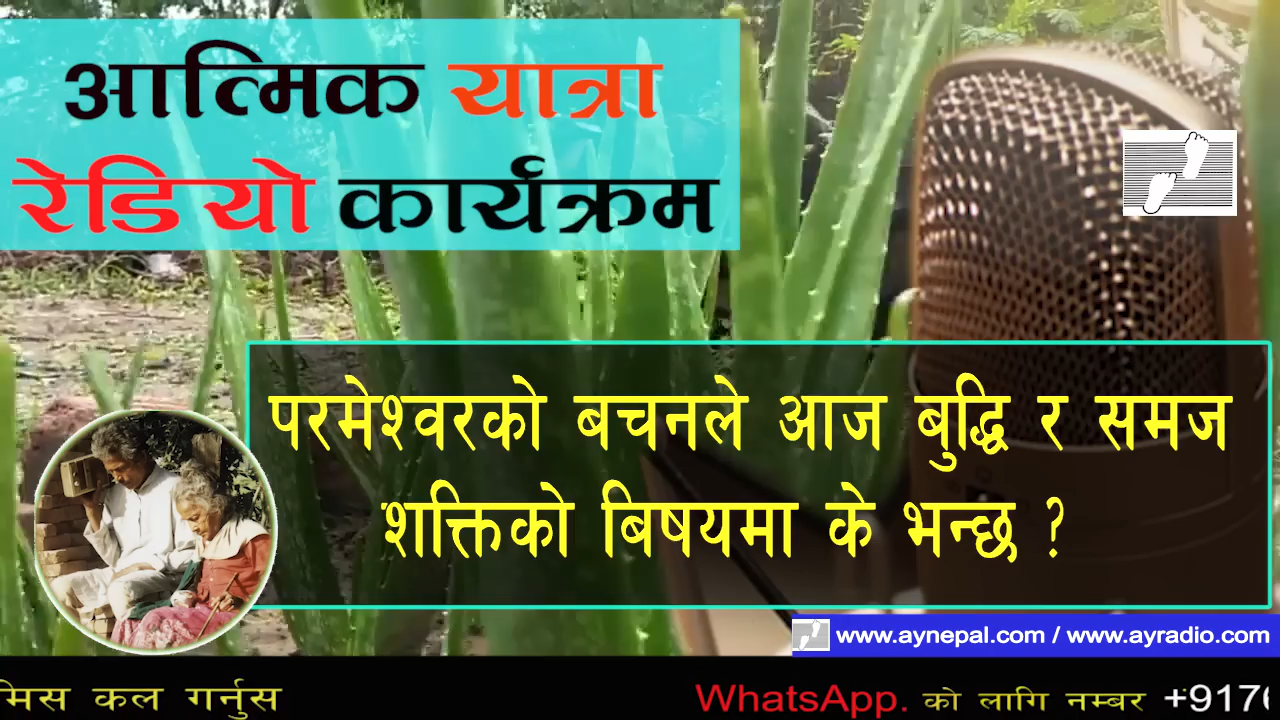 आत्मिक यात्रा
रेडियो कार्यक्रम
परमेश्वरको बचनले आज बुद्धि र समज
शक्तिको बिषयमा के भन्छ ?
www.aynepal.com / www.ayradio.com
मिस कल गर्नुस
WhatsApp. को लागि नम्बर +917